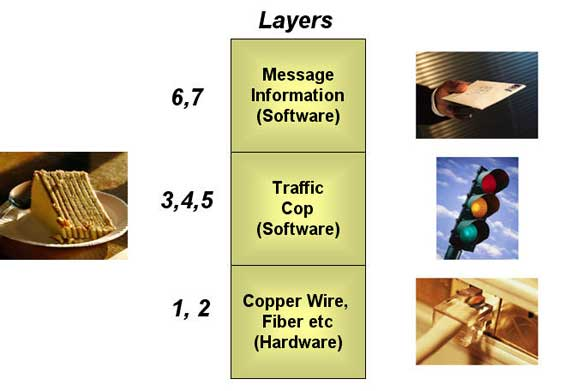 Layers
6,7
Message
Information
(Software)
3,4,5
Traffic
Cop
(Software)
1, 2
Copper Wire,
Fiber etc
(Hardware)